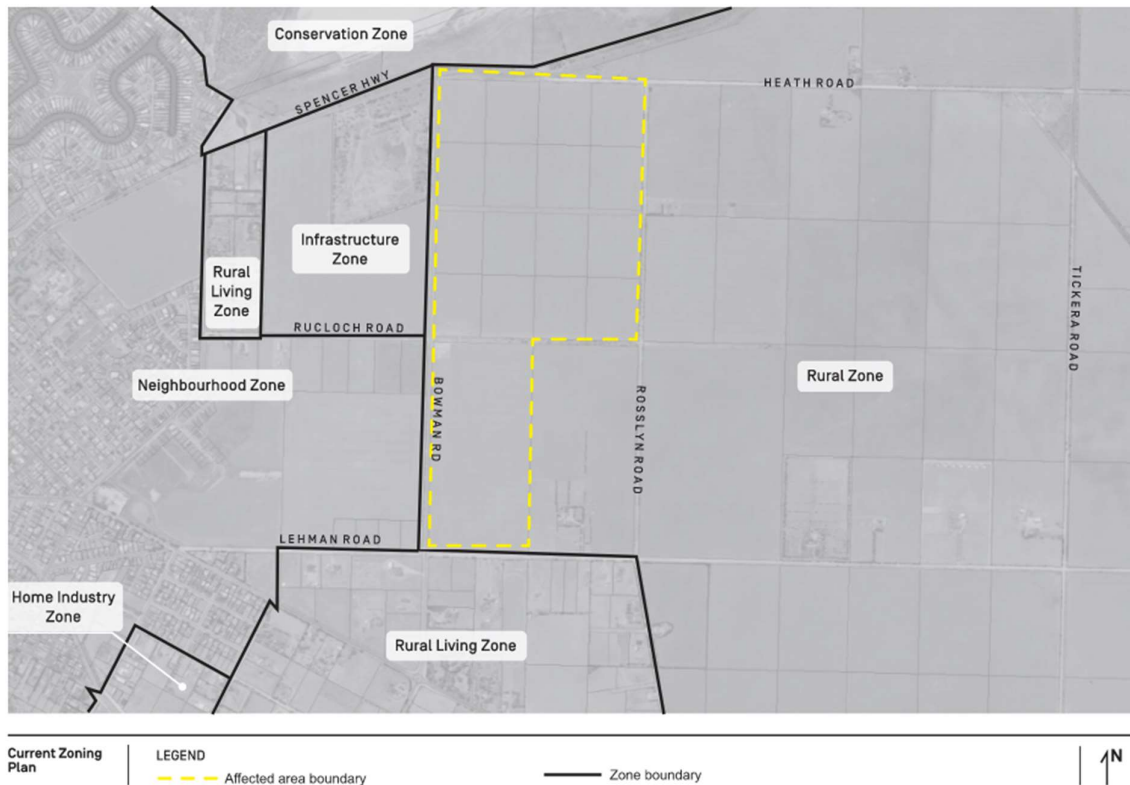 Conservation Zone
SPENCER HWY
HEATH ROAD
Infrastructure
Zone
Rural
Living
Zone
RUCLOCH ROAD
TICKERA ROAD
Neighbourhood Zone
Rural Zone
BOWMAN RD
ROSSLYN ROAD
LEHMAN ROAD
Home Industry
Zone
Rural Living Zone
Current Zoning
Plan
LEGEND
Affected area boundary
Zone boundary
N